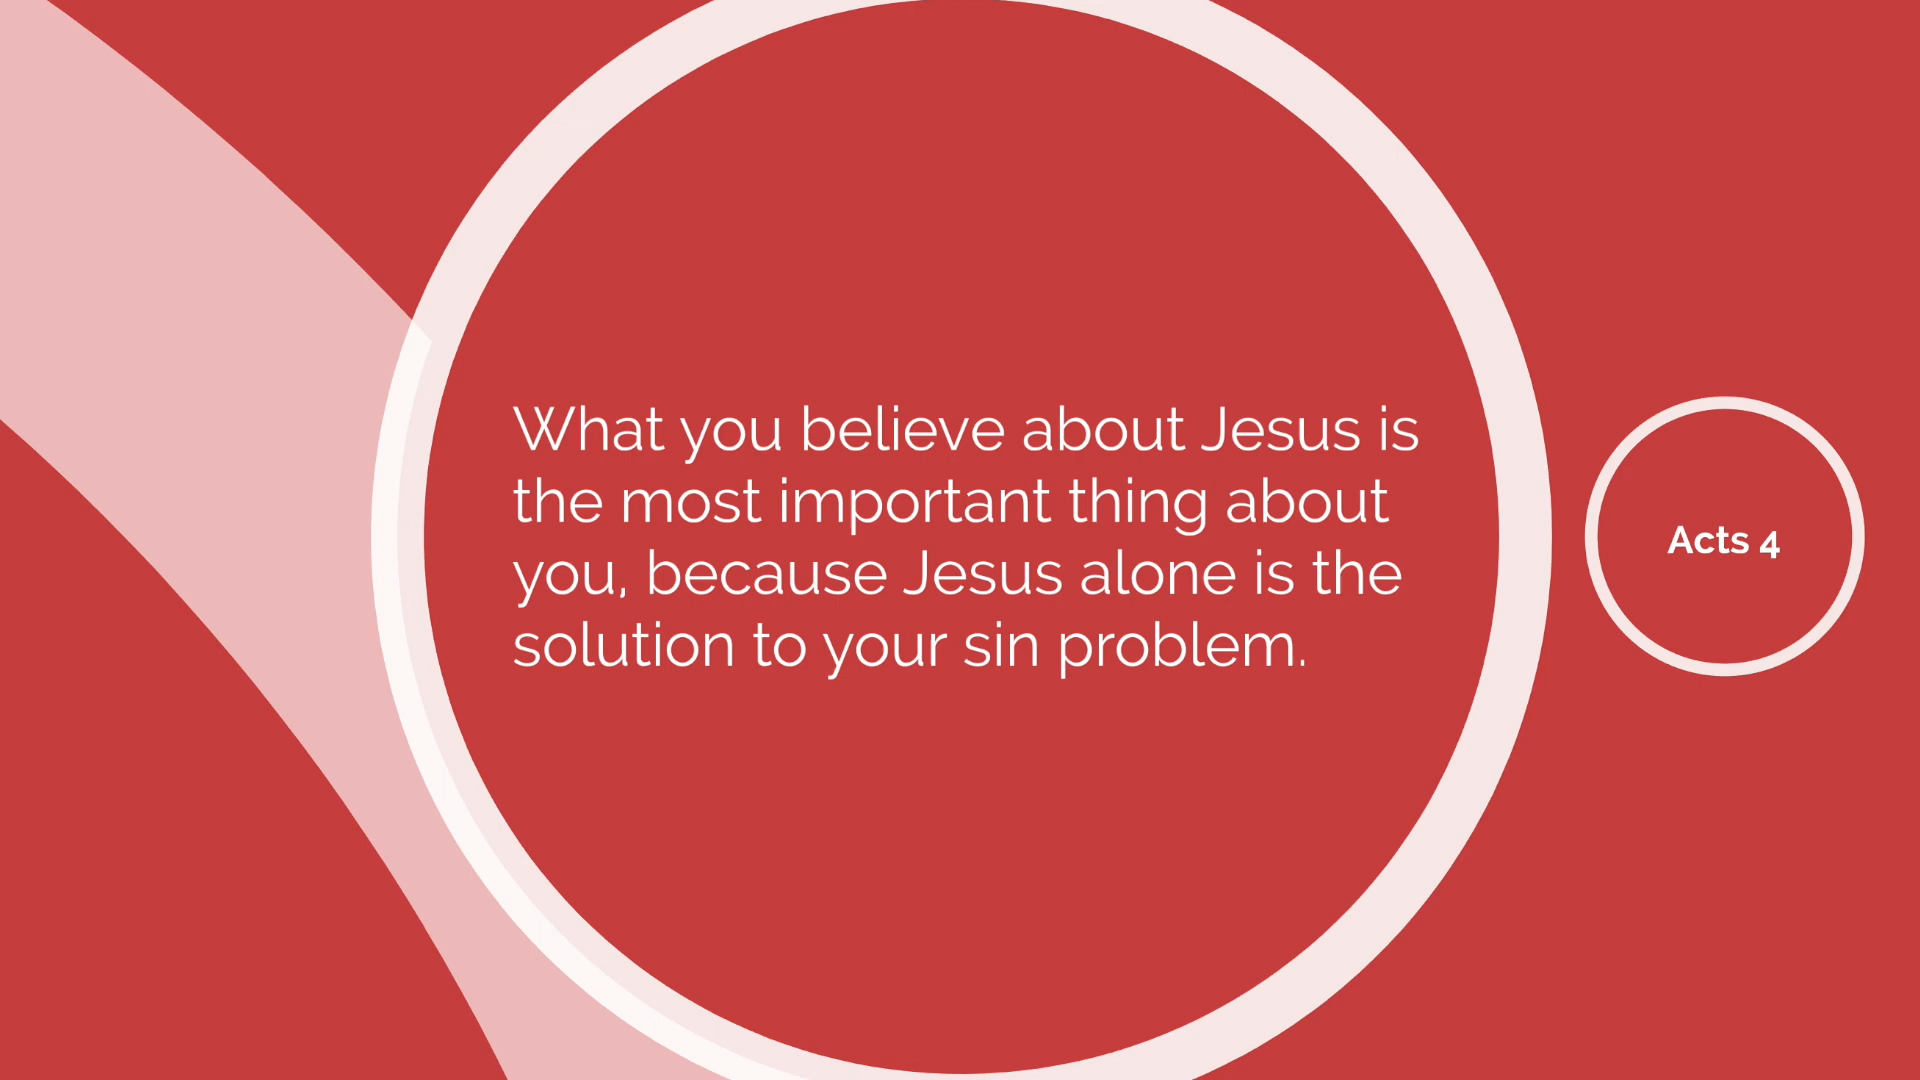 What you believe about Jesus is
the most important thing about
you, because Jesus alone is the
solution to your sin problem.
Acts 4